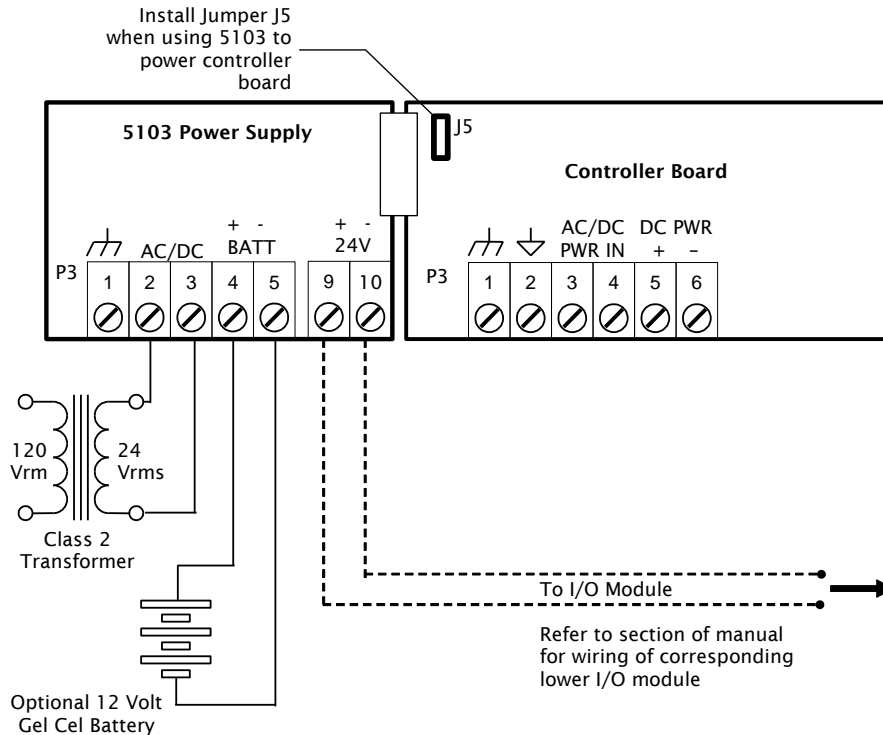 Install Jumper J5
when using 5103 to
power controller
board
5103 Power Supply
J5
Controller Board
+ -
BATT
AC/DC
+ -
24V
P3
1 2 3 4 5 9 10
AC/DC
PWR IN
DC PWR
+ –
P3
1 2 3 4 5 6
120
Vrm
24
Vrms
Class 2
Transformer
To I/O Module
Refer to section of manual
for wiring of corresponding
lower I/O module
Optional 12 Volt
Gel Cel Battery